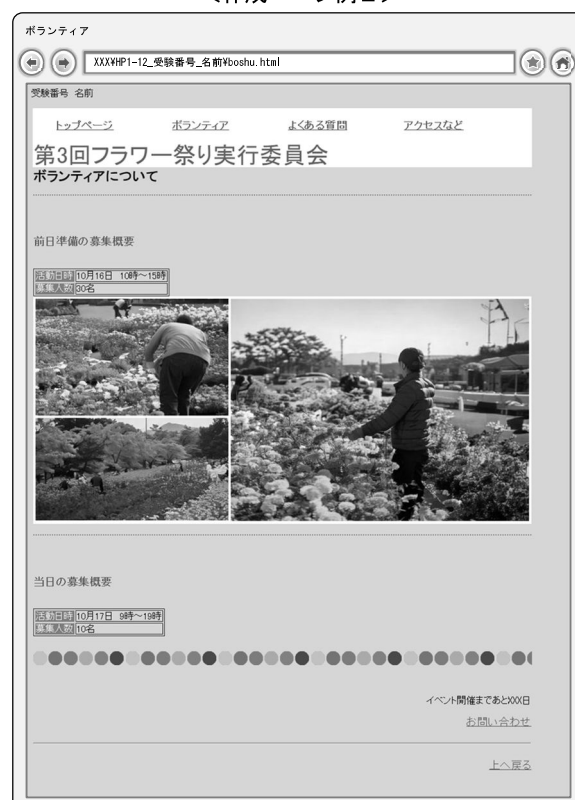 ボランティア
XXX¥HP1-12_受験番号_名前¥boshu.html
受験番号 名前
トップページ ボランティア よくある質問 アクセスなど
第3回フラワー祭り実行委員会
ボランティアについて
前日準備の募集概要
活動日時 10月16日 10時～15時
募集人数 30名
当日の募集概要
活動日時 10月17日 9時～19時
募集人数 10名
イベント開催まであとXXX日
お問い合わせ
上へ戻る